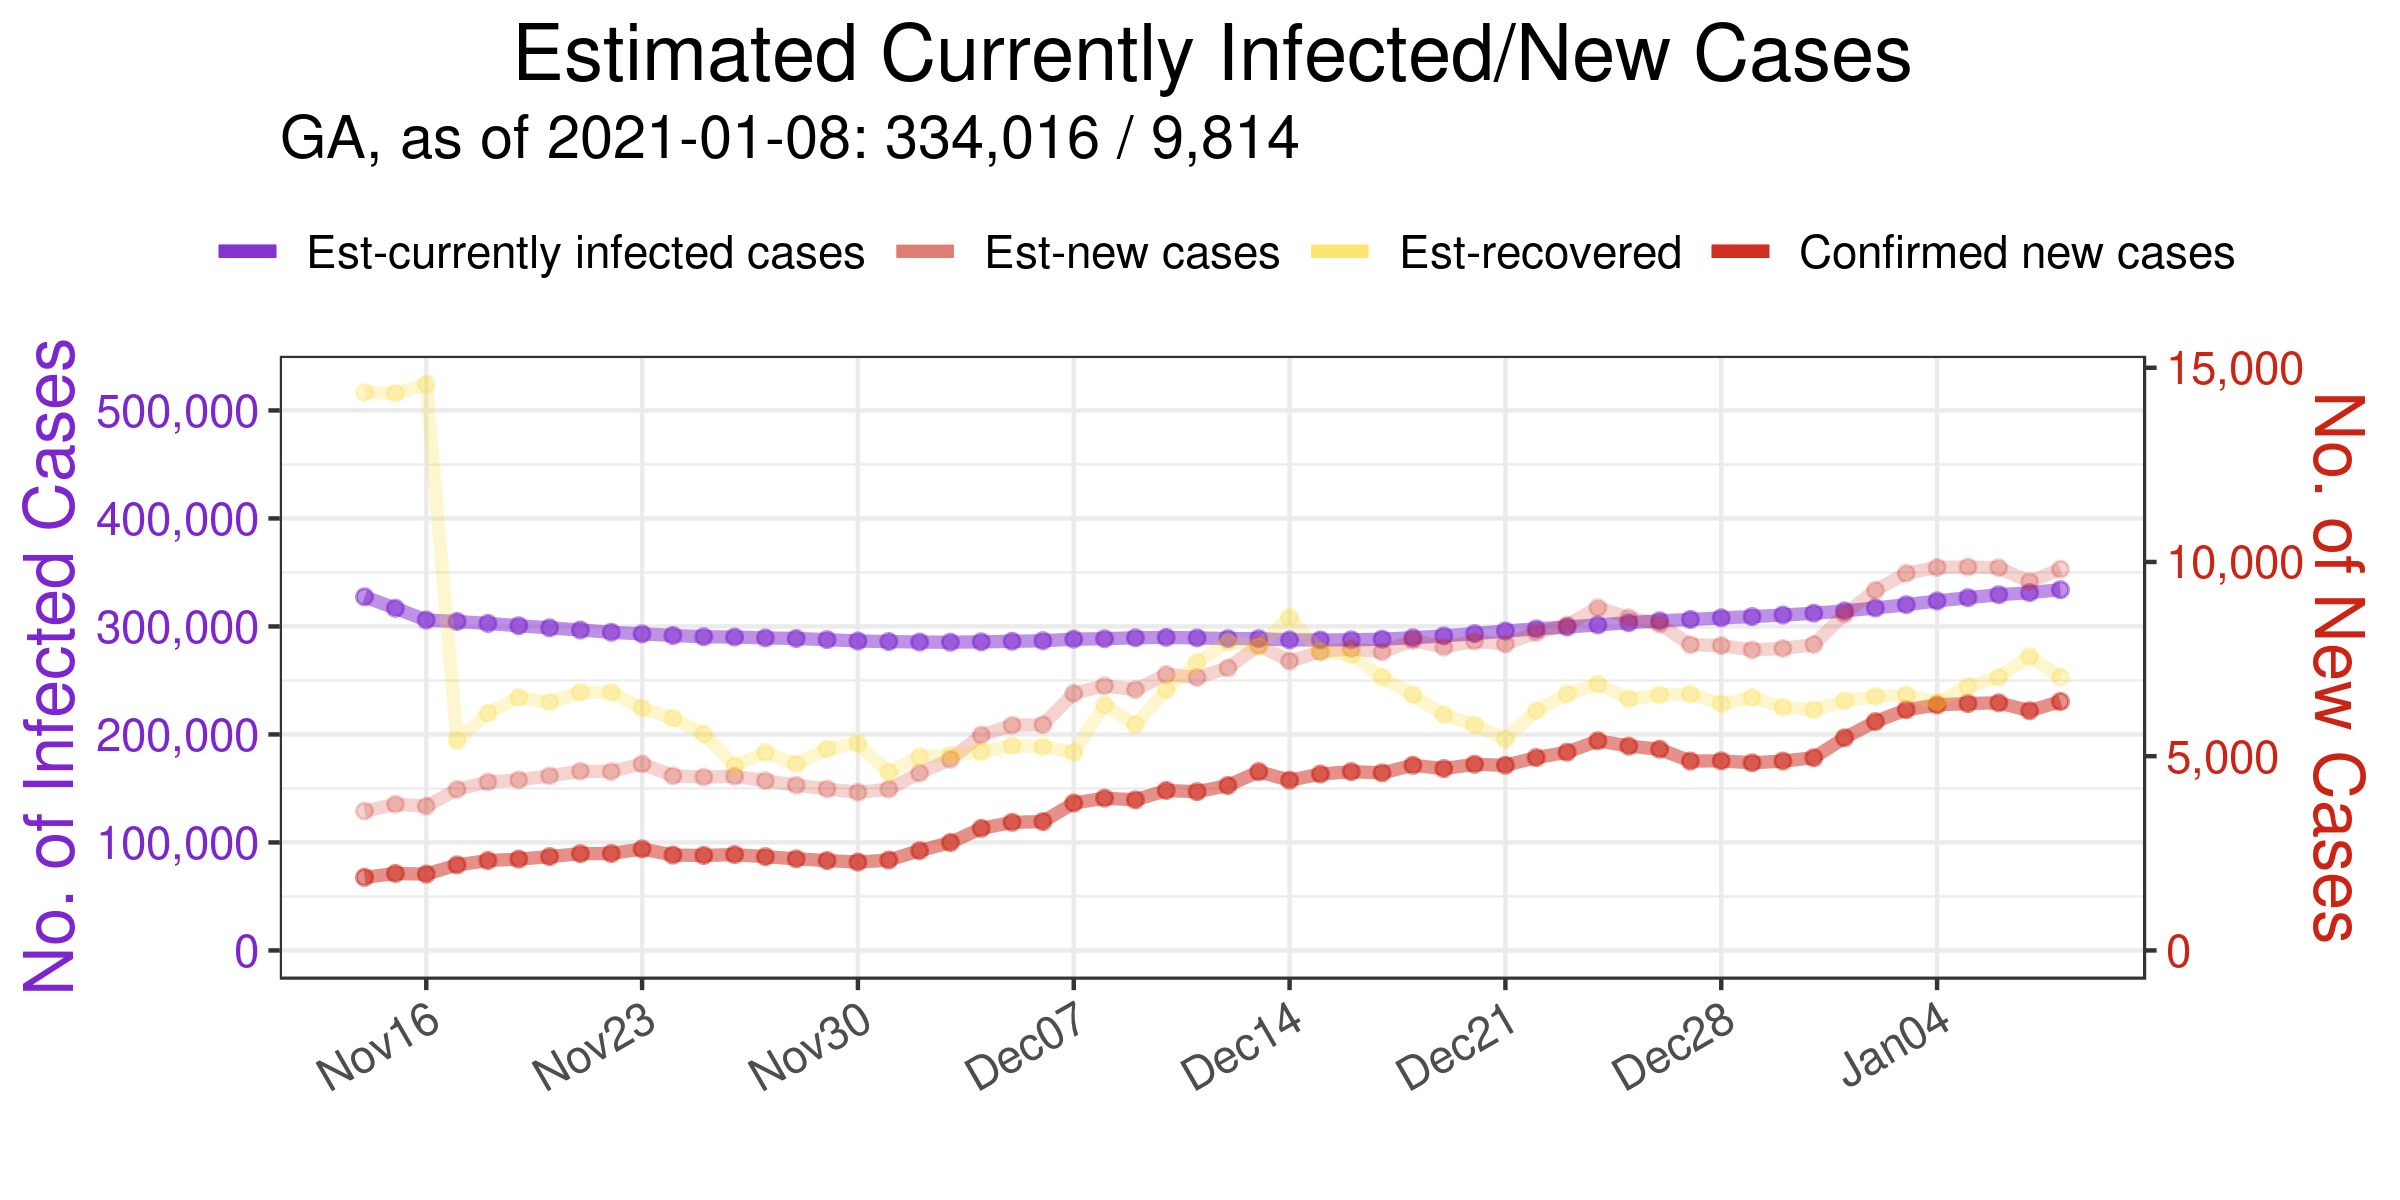 Estimated Currently Infected/New Cases
GA, as of 2021-01-08: 334,016 / 9,814
Est-currently infected cases
Est-new cases
Est-recovered
Confirmed new cases
No. of Infected Cases
500,000
400,000
300,000
200,000
100,000
0
15,000
10,000
5,000
0
No. of New Cases
Nov16
Nov23
Nov30
Dec07
Dec14
Dec21
Dec28
Jan04